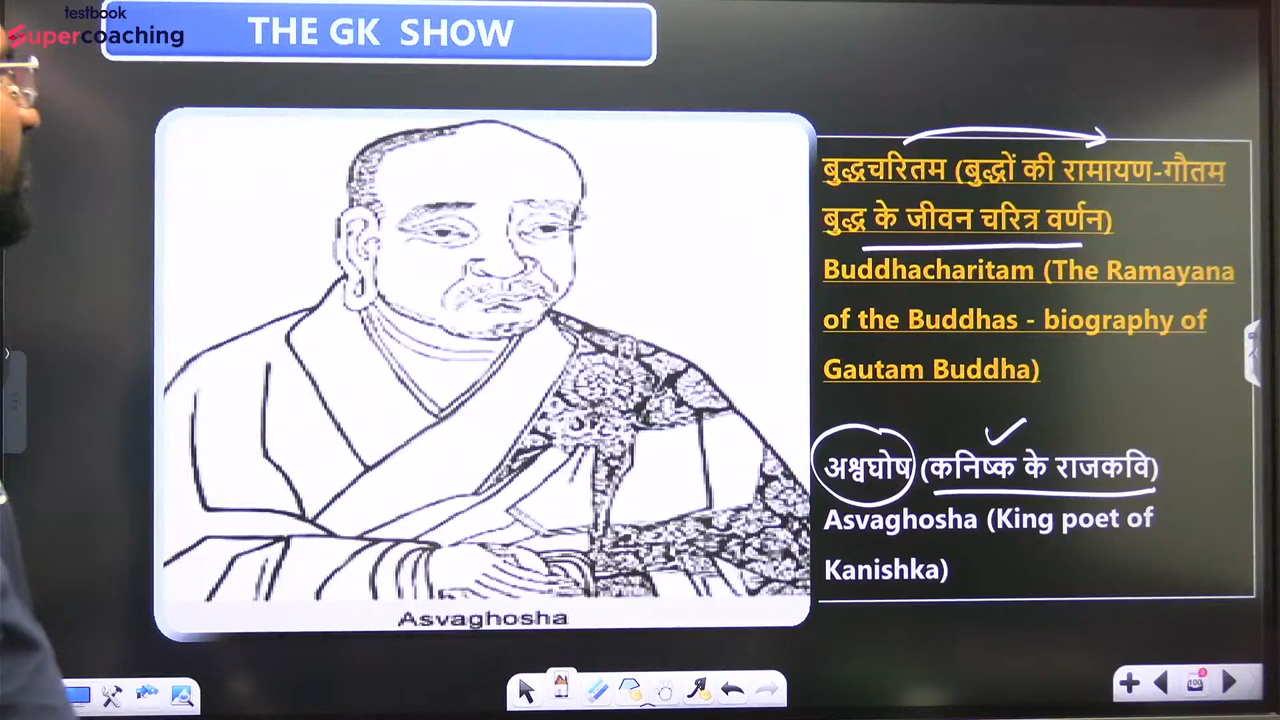 testbook
Supercoaching
THE GK SHOW
बुद्धचरितम (बुद्धों की रामायण-गौतम
बुद्ध के जीवन चरित्र वर्णन)
Buddhacharitam (The Ramayana
of the Buddhas - biography of
Gautam Buddha)
अश्वघोष (कनिष्क के राजकवि)
Asvaghosha (King poet of
Kanishka)
Asvaghosha
100